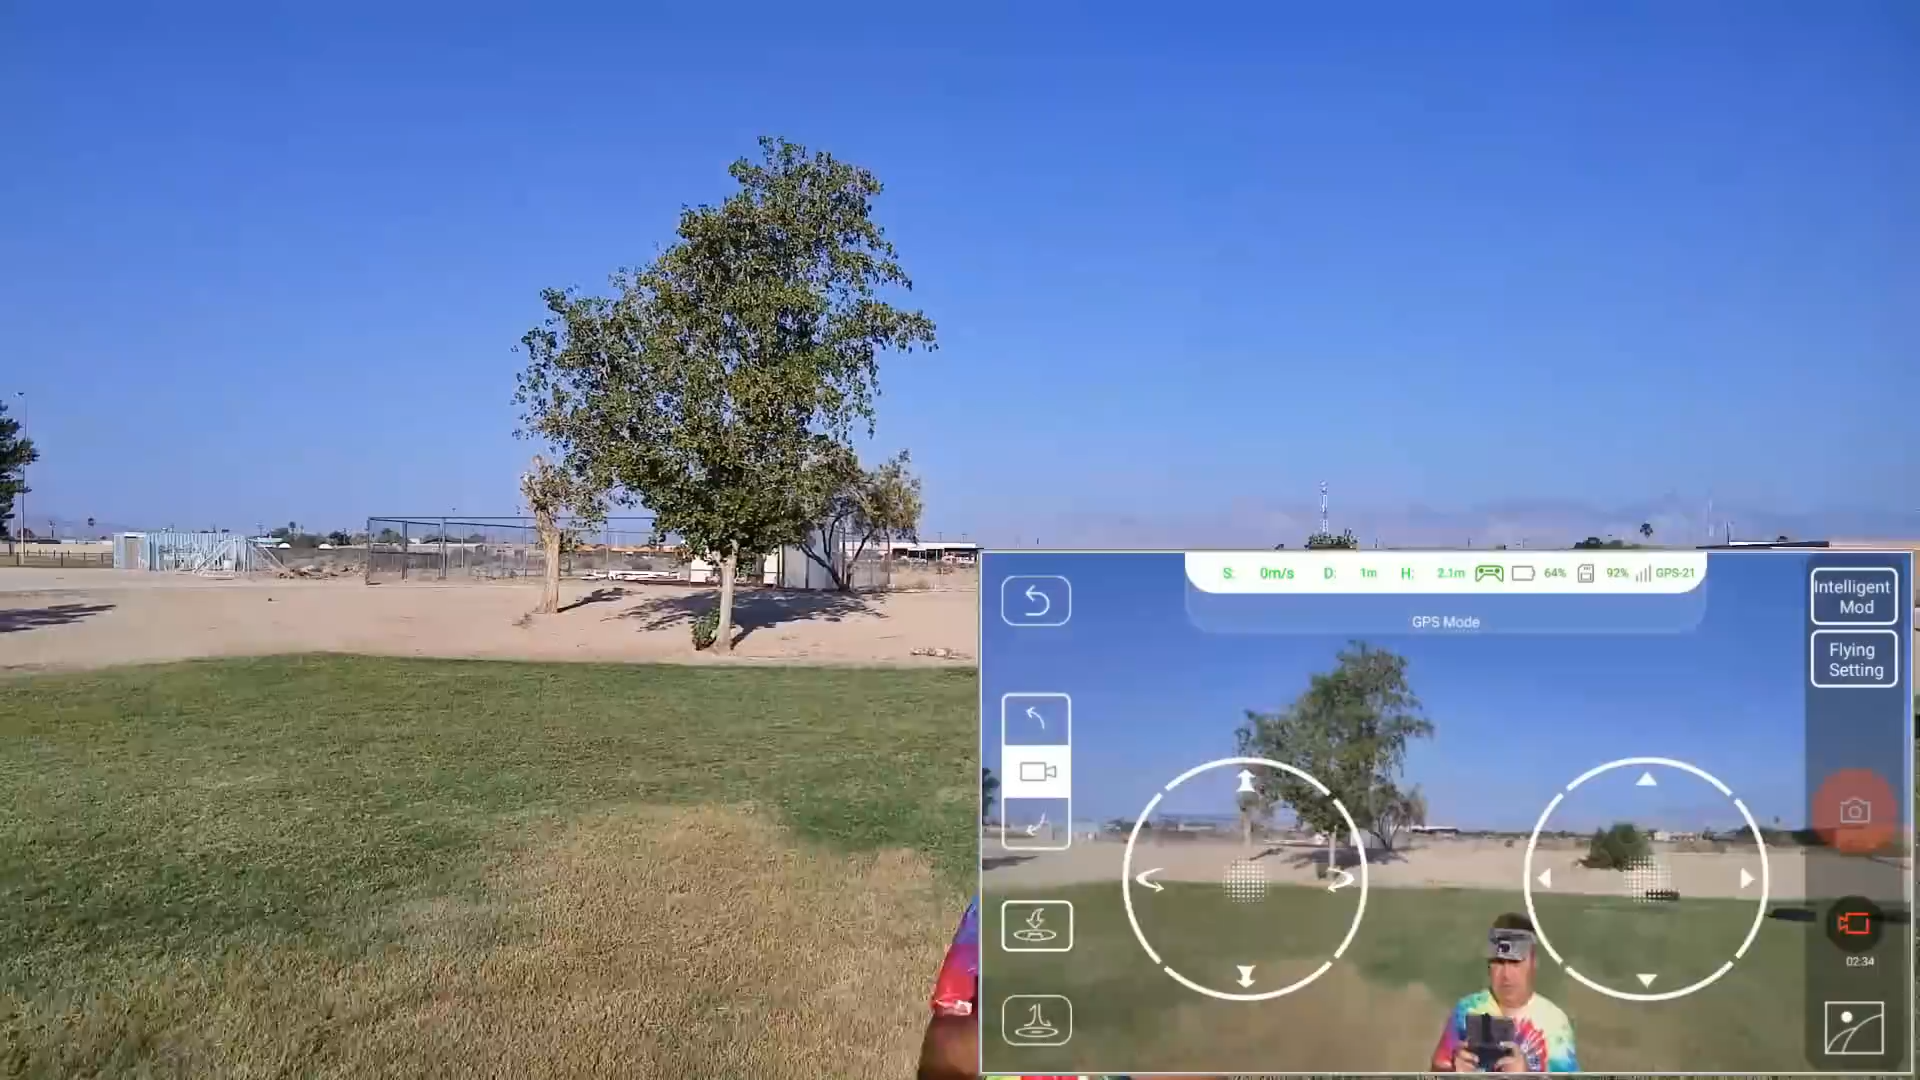 S: 0m/s D: 1m H: 2.1m 64% 92% GPS-21
GPS Mode
Intelligent
Mod
Flying
Setting
02:34